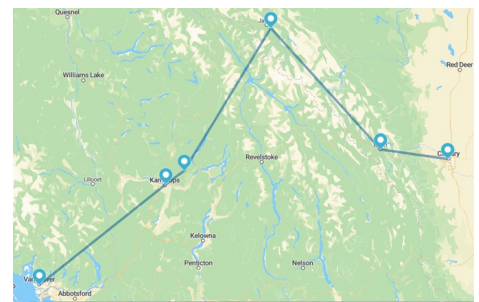 Quesnel
Red Deer
Williams Lake
Revelstoke
Lillooet
Kelowna
Penticton
Nelson
Abbotsford